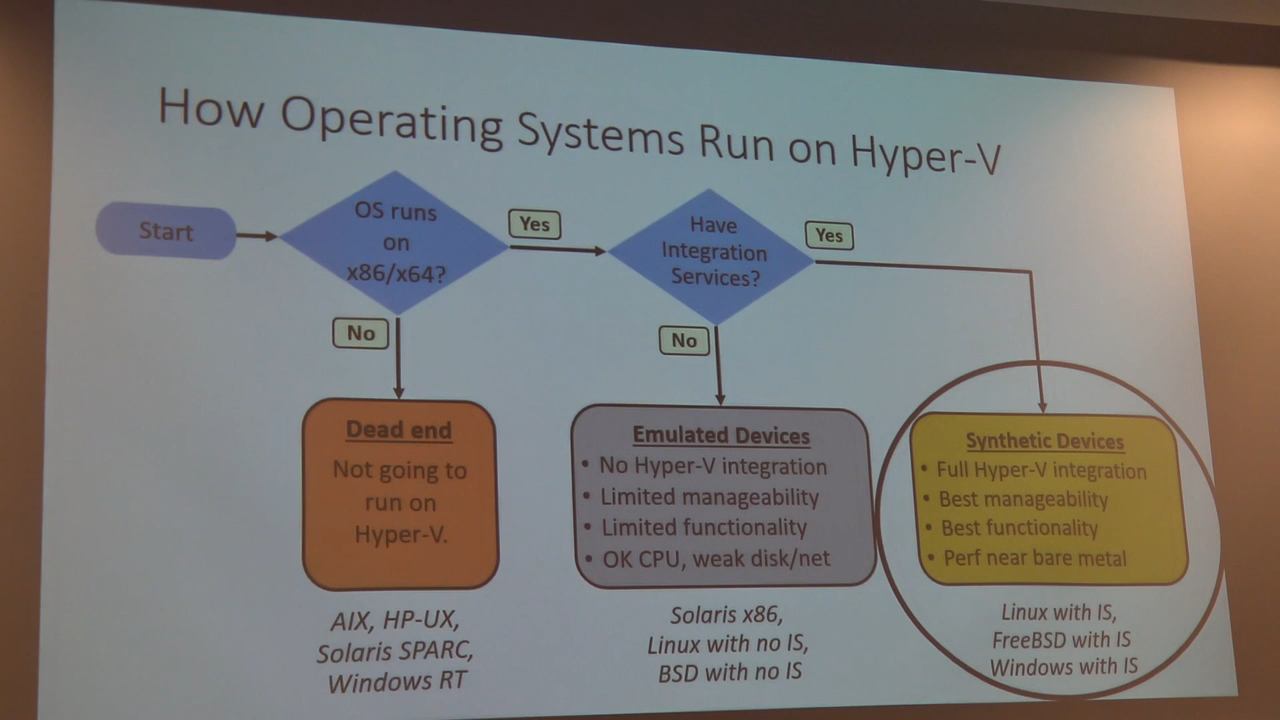 How Operating Systems Run on Hyper-V
Start
OS runs
on
x86/x64?
Yes
Have
Integration
Services?
Yes
No
No
Dead end
Not going to
run on
Hyper-V.
Emulated Devices
• No Hyper-V integration
• Limited manageability
• Limited functionality
• OK CPU, weak disk/net
Synthetic Devices
• Full Hyper-V integration
• Best manageability
• Best functionality
• Perf near bare metal
AIX, HP-UX,
Solaris SPARC,
Windows RT
Solaris x86,
Linux with no IS,
BSD with no IS
Linux with IS,
FreeBSD with IS
Windows with IS